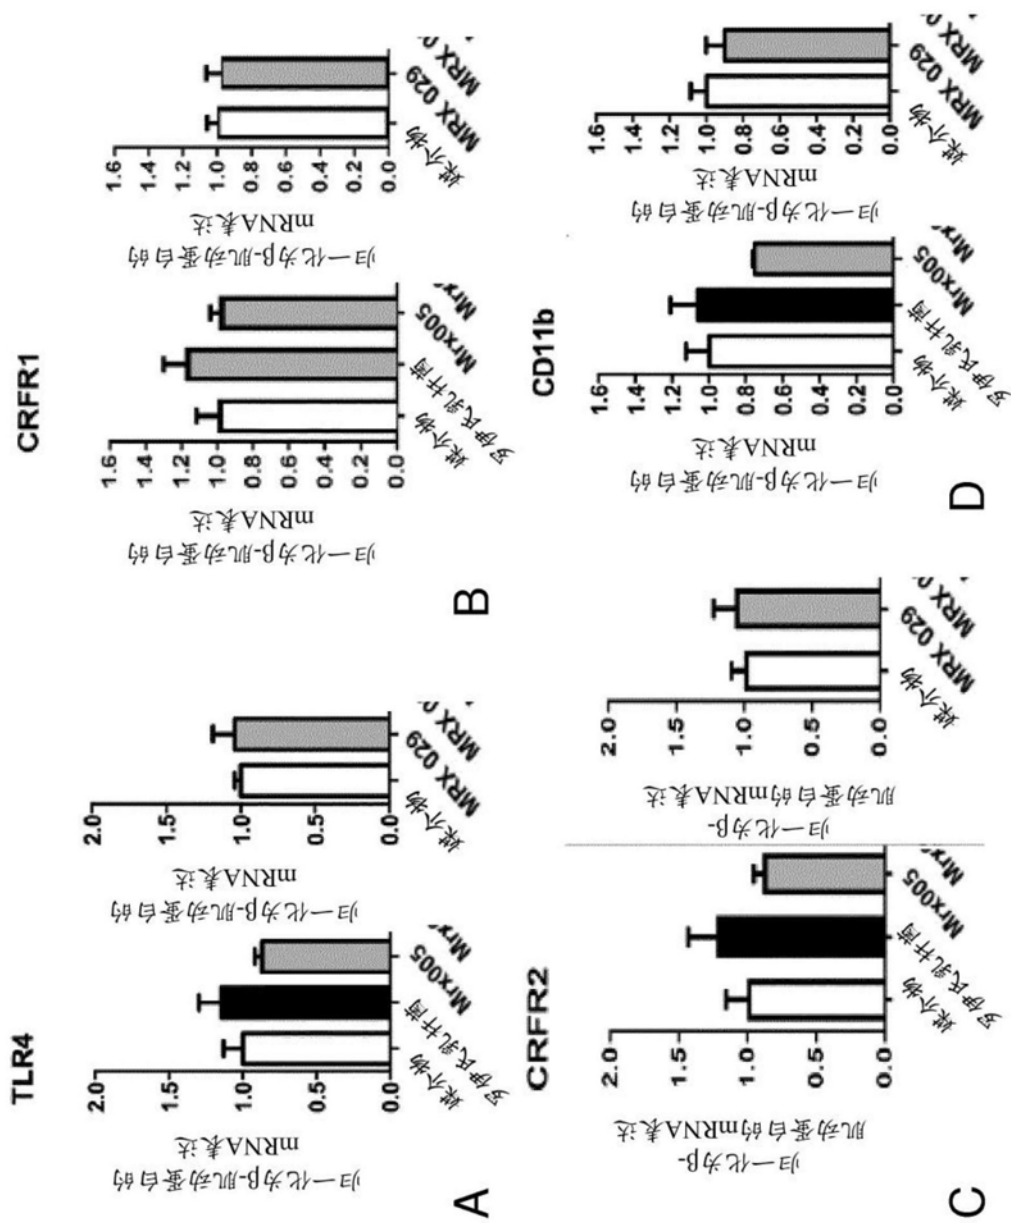 TLR4
A
归一化为β-肌动蛋白的
mRNA表达
2.0
1.5
1.0
0.5
0.0
媒介物
罗伊氏乳杆菌
Mrx005
归一化为β-肌动蛋白的
mRNA表达
2.0
1.5
1.0
0.5
0.0
媒介物
MRX 029
CRFR1
B
归一化为β-肌动蛋白的
mRNA表达
1.6
1.4
1.2
1.0
0.8
0.6
0.4
0.2
0.0
媒介物
罗伊氏乳杆菌
Mrx005
归一化为β-肌动蛋白的
mRNA表达
1.6
1.4
1.2
1.0
0.8
0.6
0.4
0.2
0.0
媒介物
MRX 029
CRFR2
C
归一化为β-
肌动蛋白的mRNA表达
2.0
1.5
1.0
0.5
0.0
媒介物
罗伊氏乳杆菌
Mrx005
归一化为β-
肌动蛋白的mRNA表达
2.0
1.5
1.0
0.5
0.0
媒介物
MRX 029
CD11b
D
归一化为β-肌动蛋白的
mRNA表达
1.6
1.4
1.2
1.0
0.8
0.6
0.4
0.2
0.0
媒介物
罗伊氏乳杆菌
Mrx005
归一化为β-肌动蛋白的
mRNA表达
1.6
1.4
1.2
1.0
0.8
0.6
0.4
0.2
0.0
媒介物
MRX 029